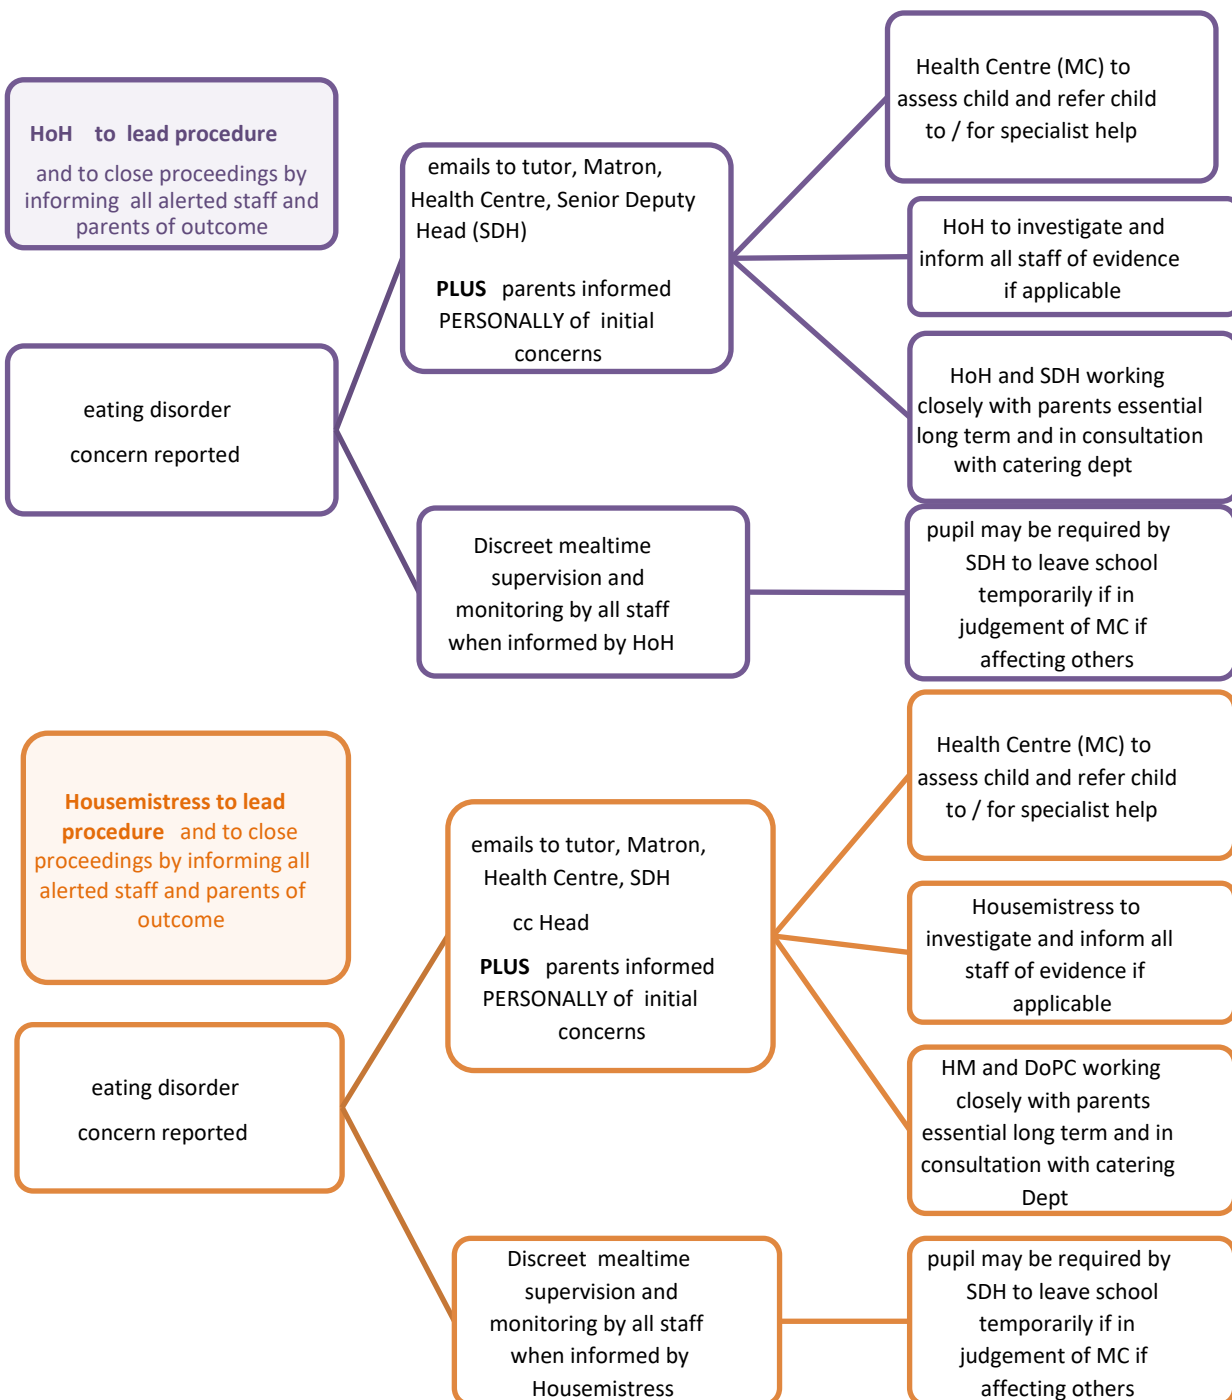 HoH to lead procedure
and to close proceedings by
informing all alerted staff and
parents of outcome
eating disorder
concern reported
emails to tutor, Matron,
Health Centre, Senior Deputy
Head (SDH)
PLUS parents informed
PERSONALLY of initial
concerns
Discreet mealtime
supervision and
monitoring by all staff
when informed by HoH
Health Centre (MC) to
assess child and refer child
to / for specialist help
HoH to investigate and
inform all staff of evidence
if applicable
HoH and SDH working
closely with parents essential
long term and in consultation
with catering dept
pupil may be required by
SDH to leave school
temporarily if in
judgement of MC if
affecting others
Housemistress to lead
procedure and to close
proceedings by informing all
alerted staff and parents of
outcome
eating disorder
concern reported
emails to tutor, Matron,
Health Centre, SDH
cc Head
PLUS parents informed
PERSONALLY of initial
concerns
Discreet mealtime
supervision and
monitoring by all staff
when informed by
Housemistress
Health Centre (MC) to
assess child and refer child
to / for specialist help
Housemistress to
investigate and inform all
staff of evidence if
applicable
HM and DoPC working
closely with parents
essential long term and in
consultation with catering
Dept
pupil may be required by
SDH to leave school
temporarily if in
judgement of MC if
affecting others